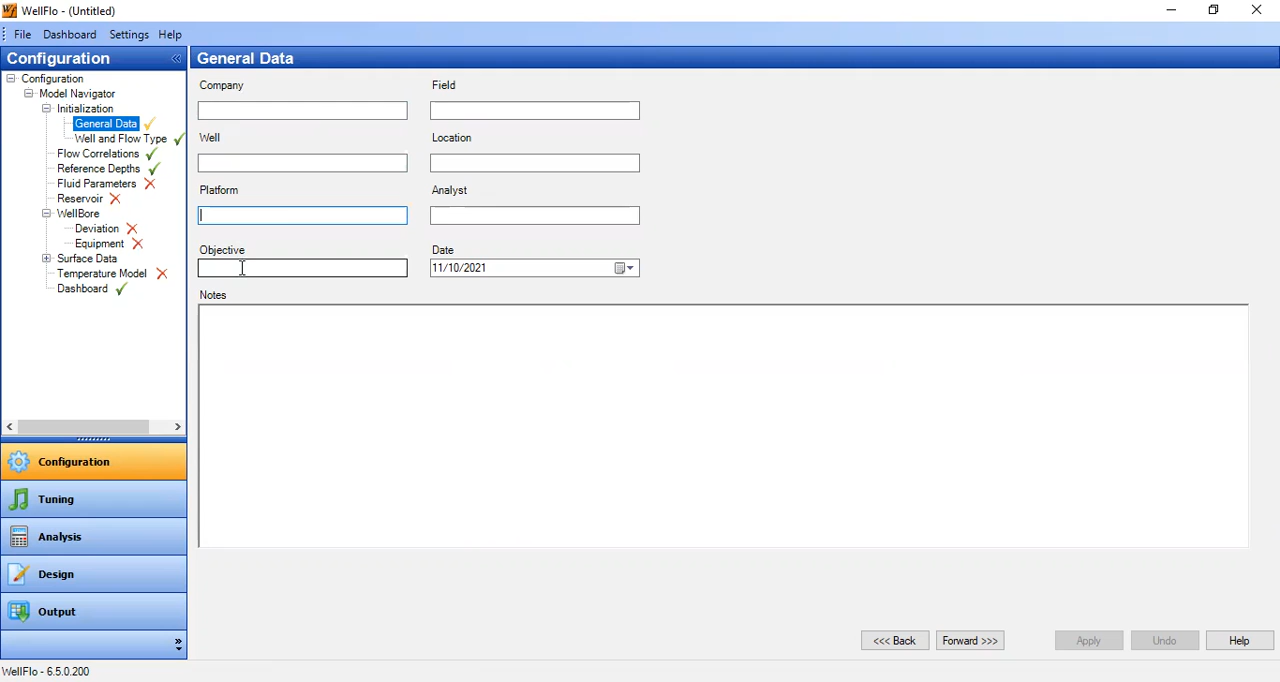 WellFlo - (Untitled)
File Dashboard Settings Help
Configuration «
General Data
Configuration
Model Navigator
Initialization
General Data
Well and Flow Type
Flow Correlations
Reference Depths
Fluid Parameters
Reservoir
WellBore
Deviation
Equipment
Surface Data
Temperature Model
Dashboard
Company Field
Well Location
Platform Analyst
Objective Date
11/10/2021
Notes
Configuration
Tuning
Analysis
Design
Output
<<< Back Forward >>> Apply Undo Help
WellFlo - 6.5.0.200